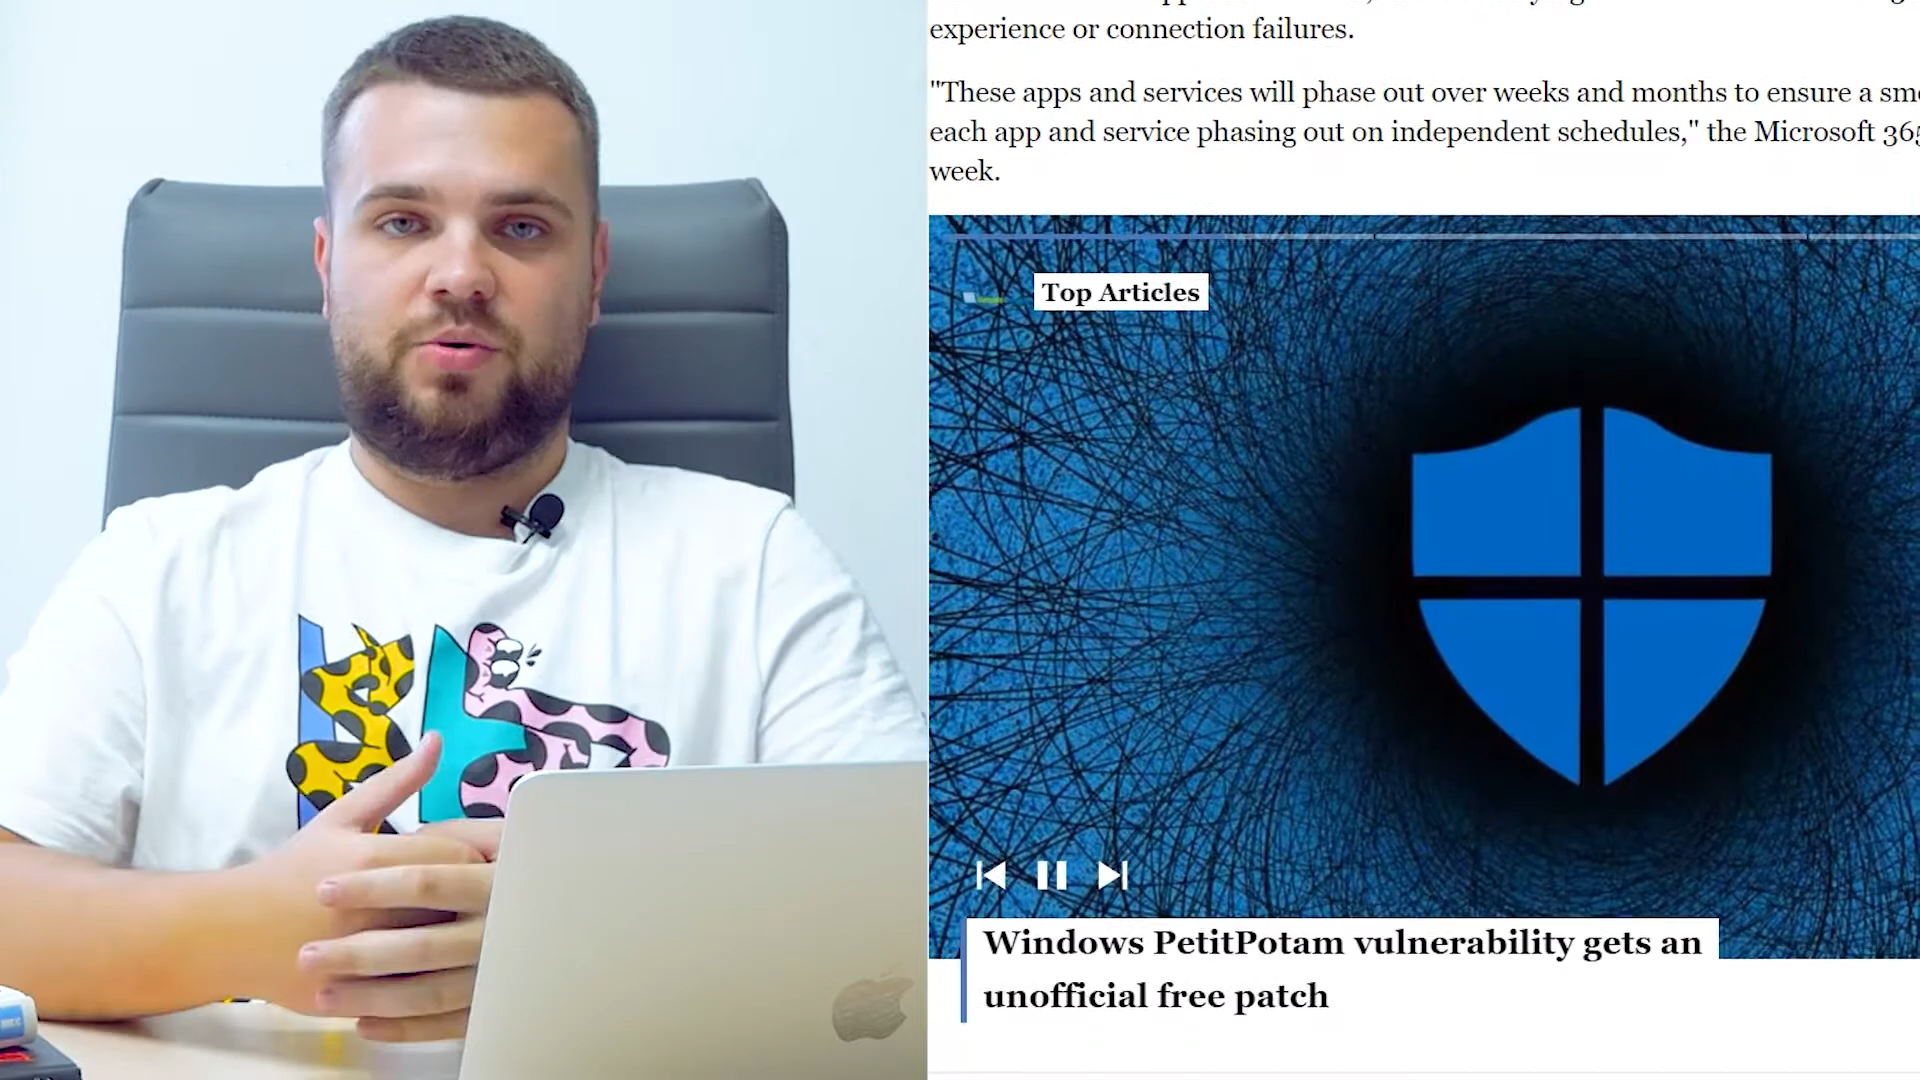 experience or connection failures.
"These apps and services will phase out over weeks and months to ensure a
each app and service phasing out on independent schedules," the Microsoft 365
week.
Top Articles
Windows PetitPotam vulnerability gets an
unofficial free patch